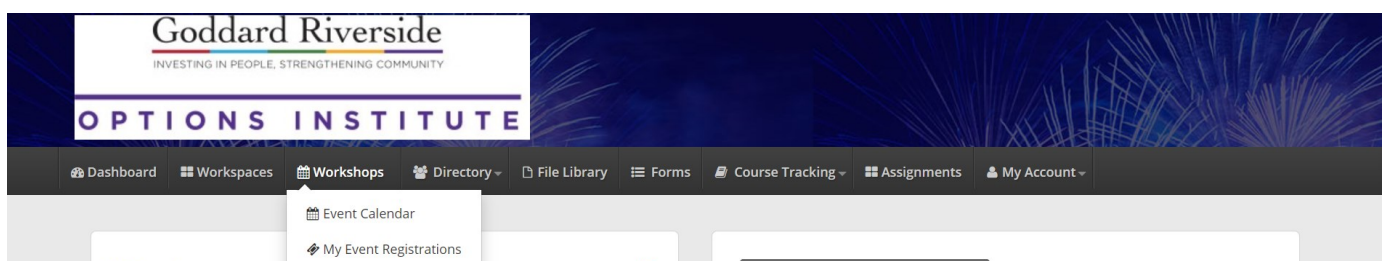 Goddard Riverside
INVESTING IN PEOPLE, STRENGTHENING COMMUNITY
OPTIONS INSTITUTE
Dashboard Workspaces Workshops Directory File Library Forms Course Tracking Assignments My Account
Event Calendar
My Event Registrations